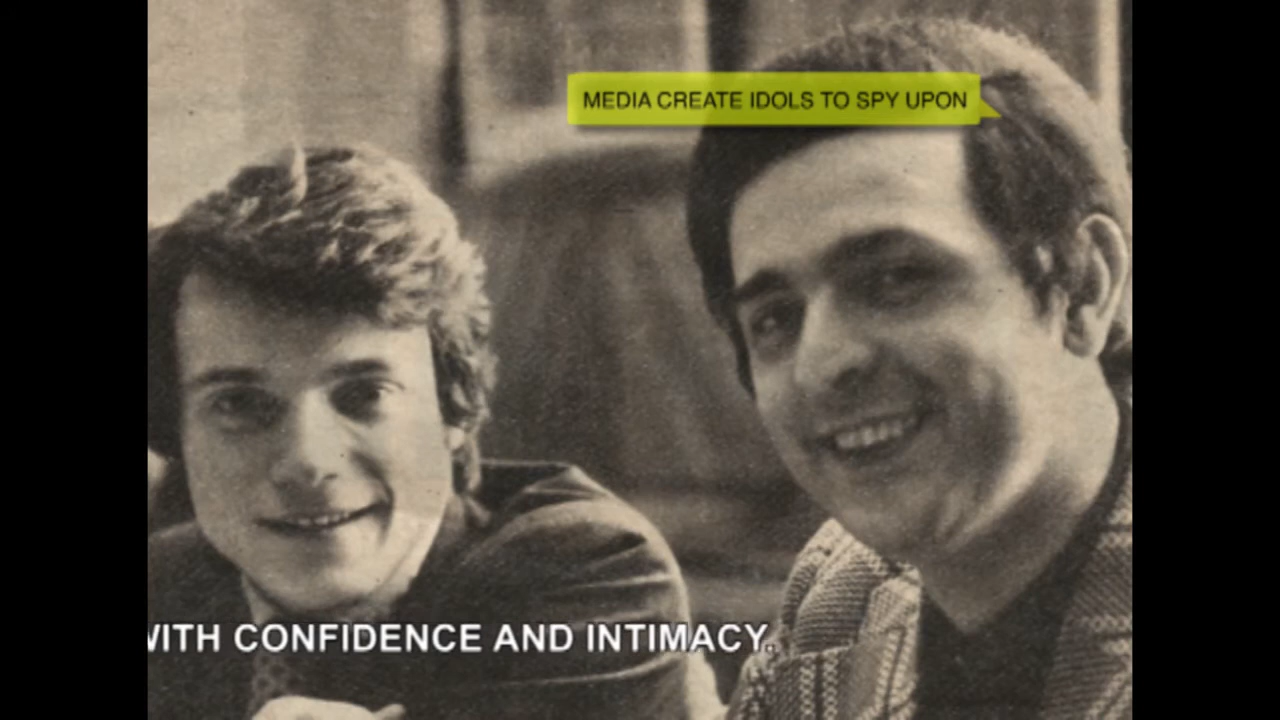 MEDIA CREATE IDOLS TO SPY UPON
WITH CONFIDENCE AND INTIMACY.